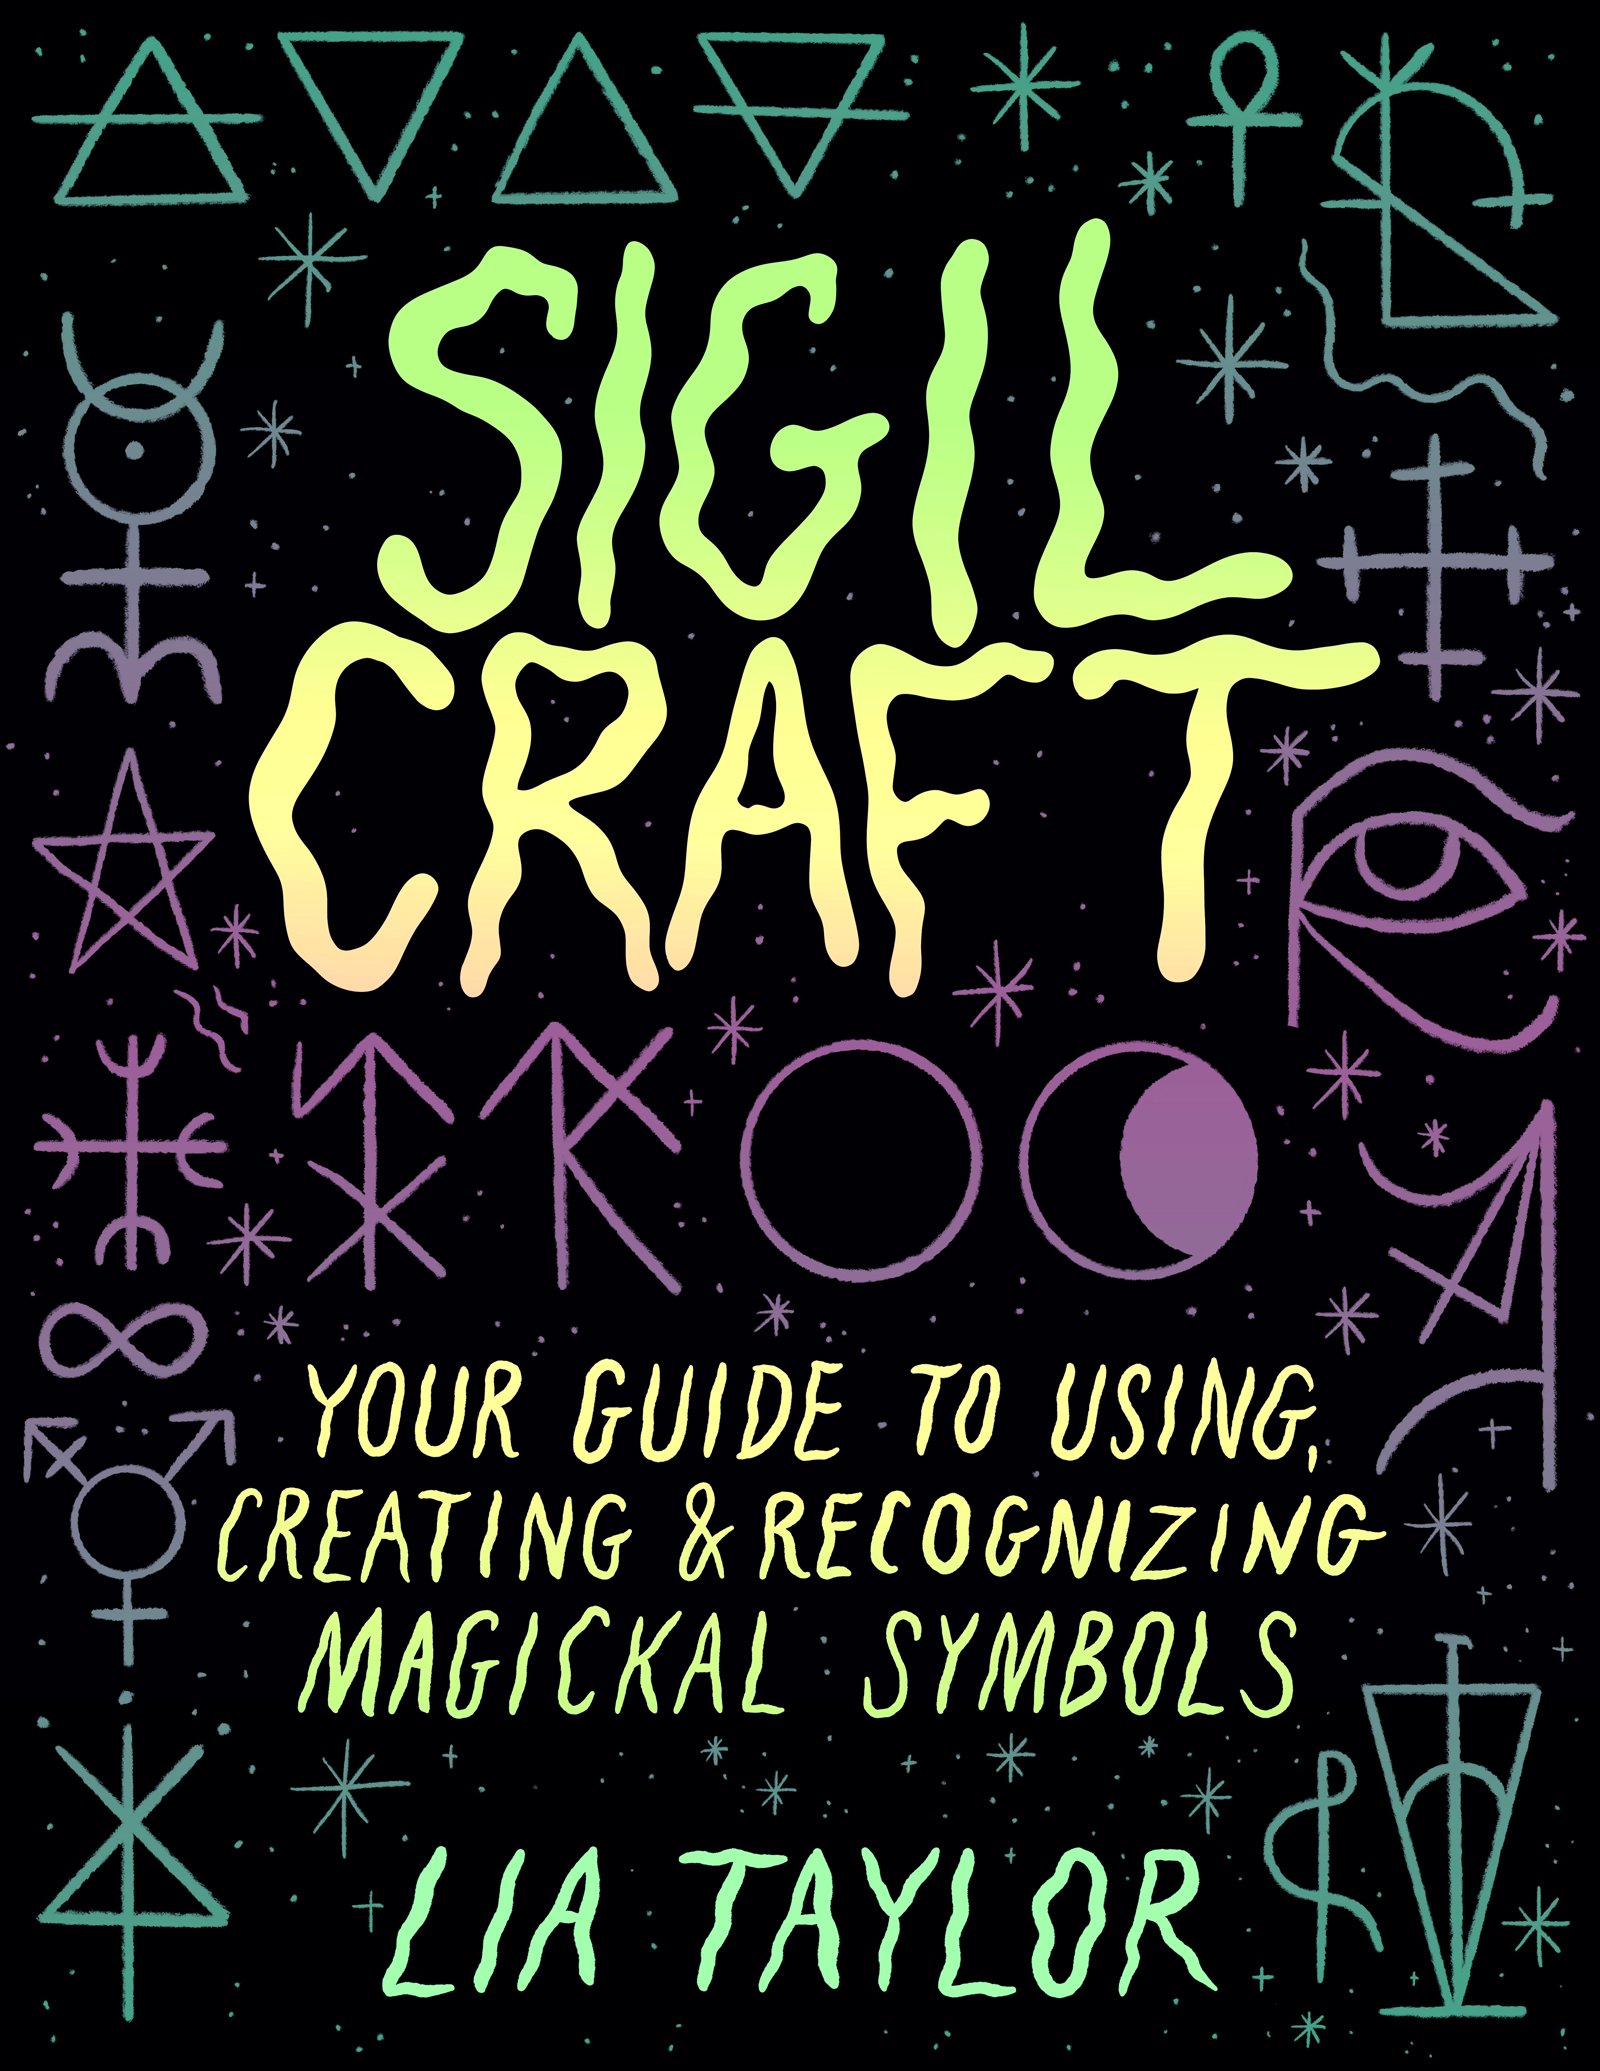 SIGIL
CRAFT
YOUR GUIDE TO USING,
CREATING & RECOGNIZING
MAGICKAL SYMBOLS
LIA TAYLOR